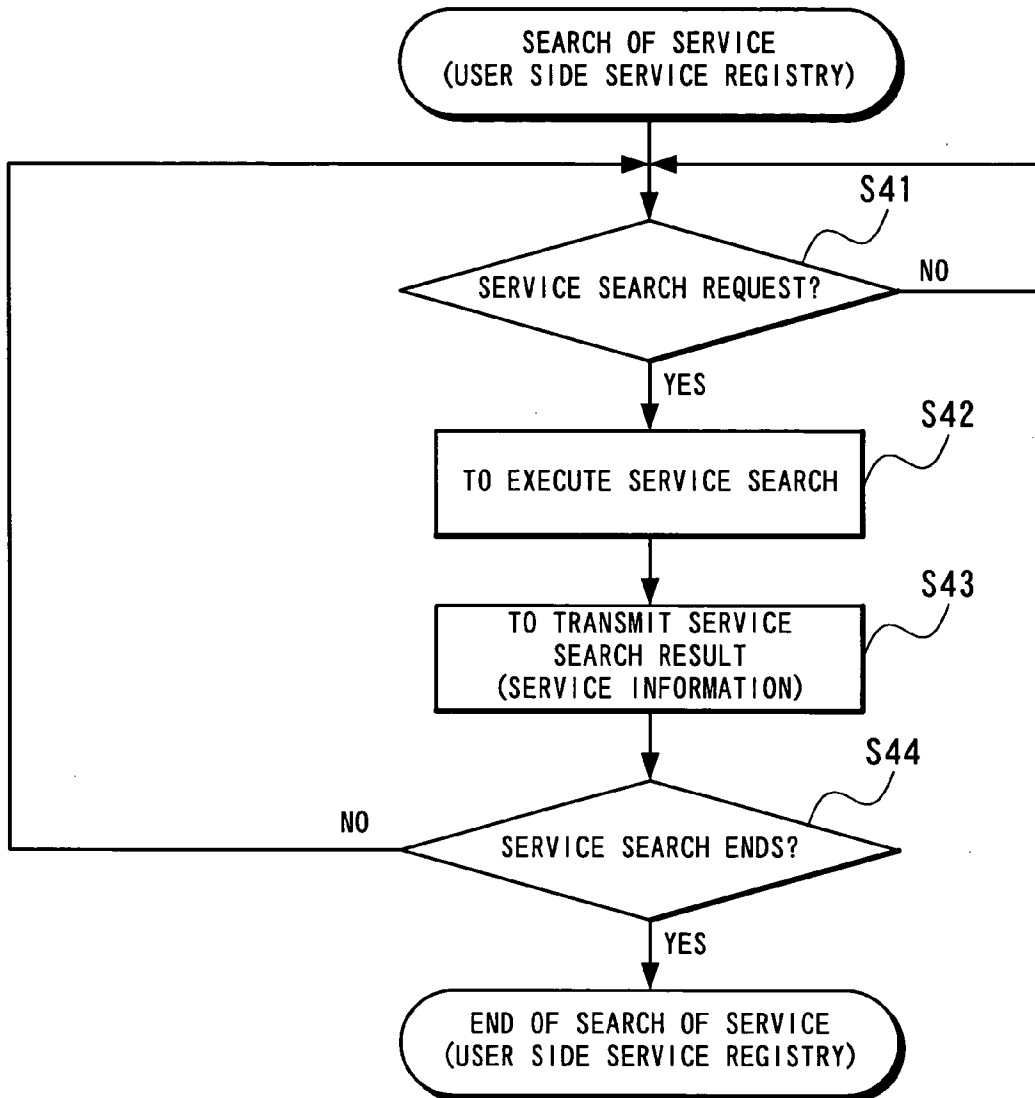 SEARCH OF SERVICE
(USER SIDE SERVICE REGISTRY)
S41
SERVICE SEARCH REQUEST?
NO
YES
S42
TO EXECUTE SERVICE SEARCH
S43
TO TRANSMIT SERVICE
SEARCH RESULT
(SERVICE INFORMATION)
S44
NO
SERVICE SEARCH ENDS?
YES
END OF SEARCH OF SERVICE
(USER SIDE SERVICE REGISTRY)